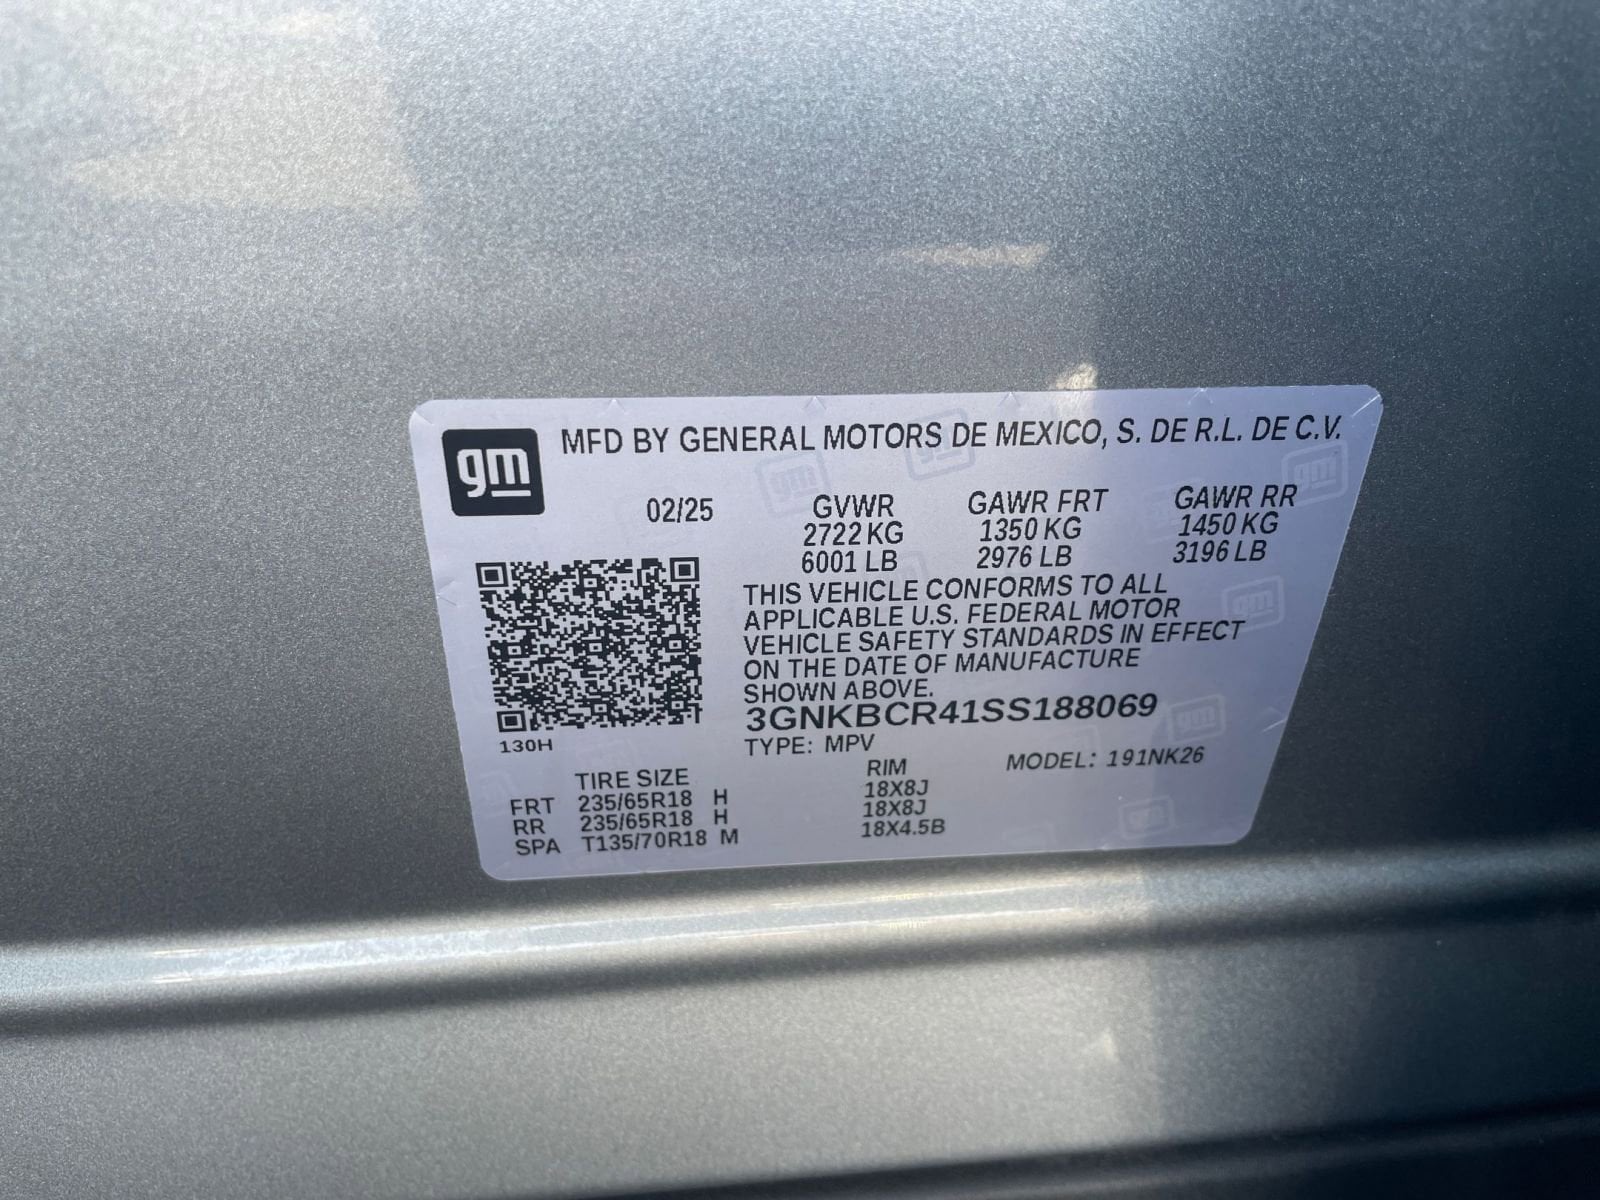 gm MFD BY GENERAL MOTORS DE MEXICO, S. DE R.L. DE C.V.
02/25 GVWR GAWR FRT GAWR RR
2722 KG 1350 KG 1450 KG
6001 LB 2976 LB 3196 LB
THIS VEHICLE CONFORMS TO ALL
APPLICABLE U.S. FEDERAL MOTOR
VEHICLE SAFETY STANDARDS IN EFFECT
ON THE DATE OF MANUFACTURE
SHOWN ABOVE.
3GNKBCR41SS188069
130H
TYPE: MPV MODEL: 191NK26
TIRE SIZE RIM
FRT 235/65R18 H 18X8J
RR 235/65R18 H 18X8J
SPA T135/70R18 M 18X4.5B